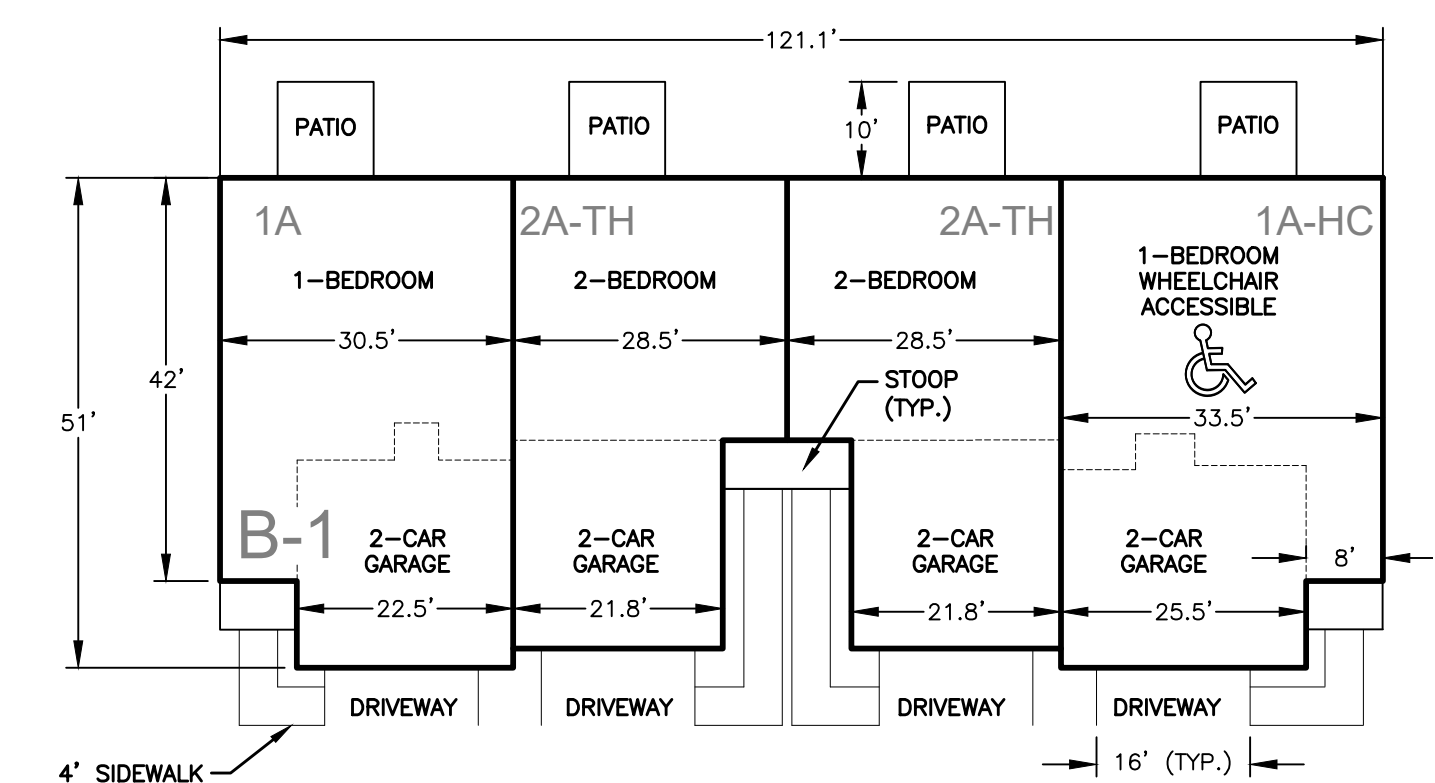 121.1'
PATIO
PATIO
10'
PATIO
PATIO
1A
2A-TH
2A-TH
1A-HC
1-BEDROOM
2-BEDROOM
2-BEDROOM
1-BEDROOM
WHEELCHAIR
ACCESSIBLE
30.5'
28.5'
28.5'
42'
51'
STOOP
(TYP.)
33.5'
B-1
2-CAR
GARAGE
2-CAR
GARAGE
2-CAR
GARAGE
2-CAR
GARAGE
8'
22.5'
21.8'
21.8'
25.5'
DRIVEWAY
DRIVEWAY
DRIVEWAY
DRIVEWAY
4' SIDEWALK
16' (TYP.)